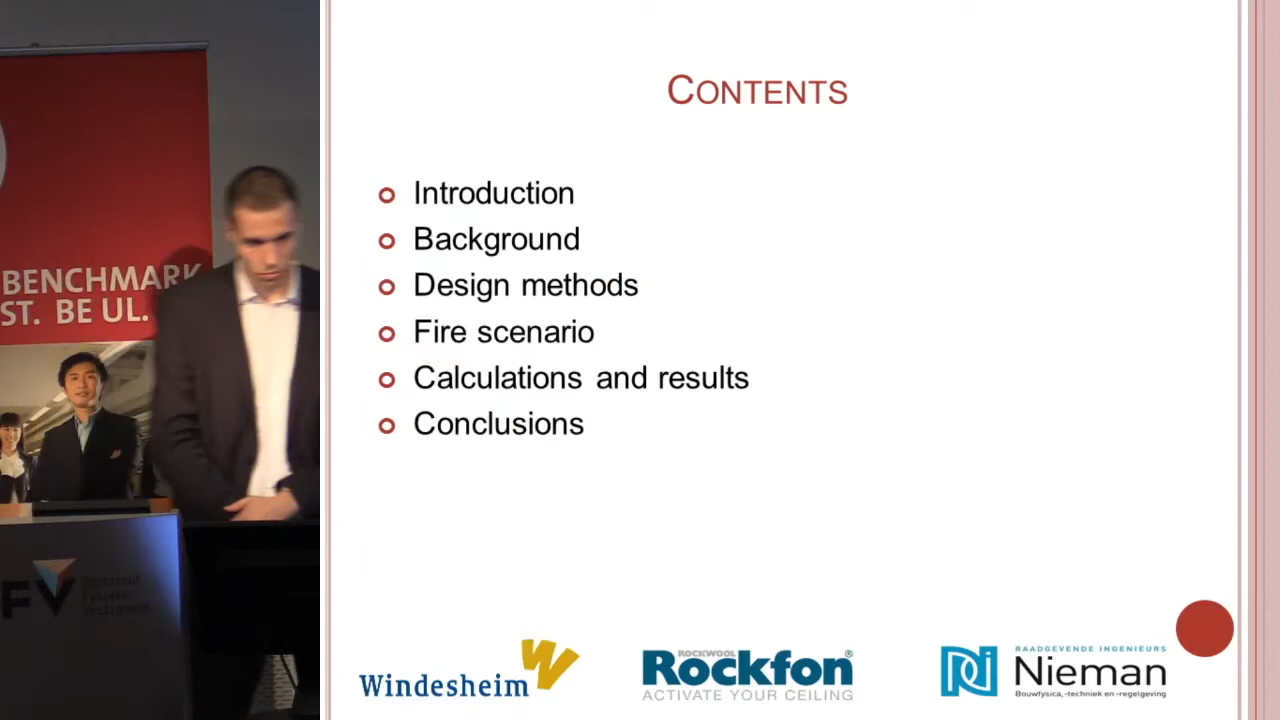 BENCHMARK
ST. BE UL.
CONTENTS
Introduction
Background
Design methods
Fire scenario
Calculations and results
Conclusions
Windesheim
ROCKWOOL
Rockfon®
ACTIVATE YOUR CEILING
RAADGEVENDE INGENIEURS
Nieman
Bouwfysica, -techniek en -regelgeving